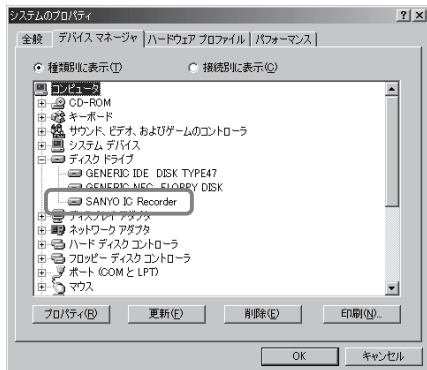 システムのプロパティ
全般 デバイス マネージャ ハードウェア プロファイル パフォーマンス
種類別に表示(T) 接続別に表示(C)
コンピュータ
CD-ROM
キーボード
サウンド、ビデオ、およびゲームのコントローラ
システム デバイス
ディスク ドライブ
GENERIC IDE DISK TYPE47
GENERIC NEC FLOPPY DISK
SANYO IC Recorder
ディスプレイ アダプタ
ネットワーク アダプタ
ハード ディスク コントローラ
フロッピー ディスク コントローラ
ポート (COM と LPT)
マウス
プロパティ(R) 更新(F) 削除(E) 印刷(N)...
OK キャンセル